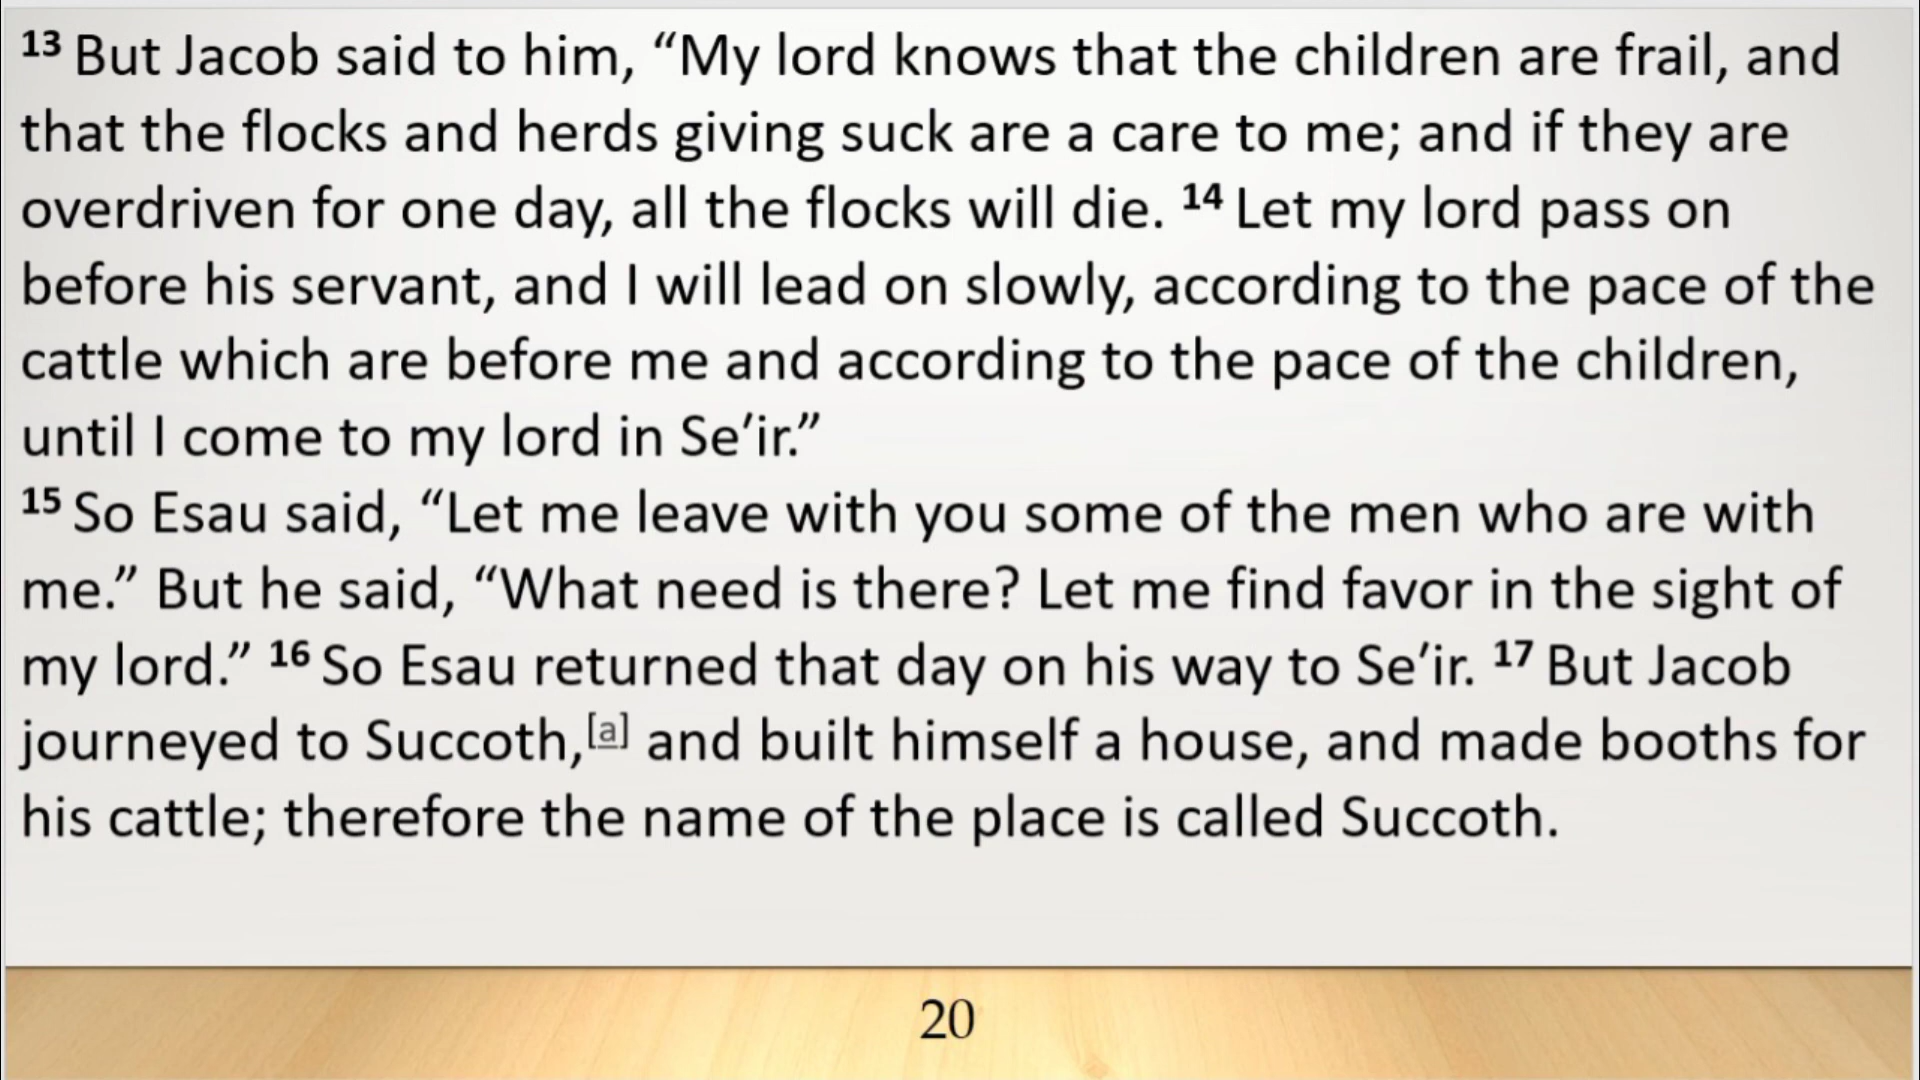 13 But Jacob said to him, “My lord knows that the children are frail, and
that the flocks and herds giving suck are a care to me; and if they are
overdriven for one day, all the flocks will die. 14 Let my lord pass on
before his servant, and I will lead on slowly, according to the pace of the
cattle which are before me and according to the pace of the children,
until I come to my lord in Se′ir.”
15 So Esau said, “Let me leave with you some of the men who are with
me.” But he said, “What need is there? Let me find favor in the sight of
my lord.” 16 So Esau returned that day on his way to Se′ir. 17 But Jacob
journeyed to Succoth,[a] and built himself a house, and made booths for
his cattle; therefore the name of the place is called Succoth.
20